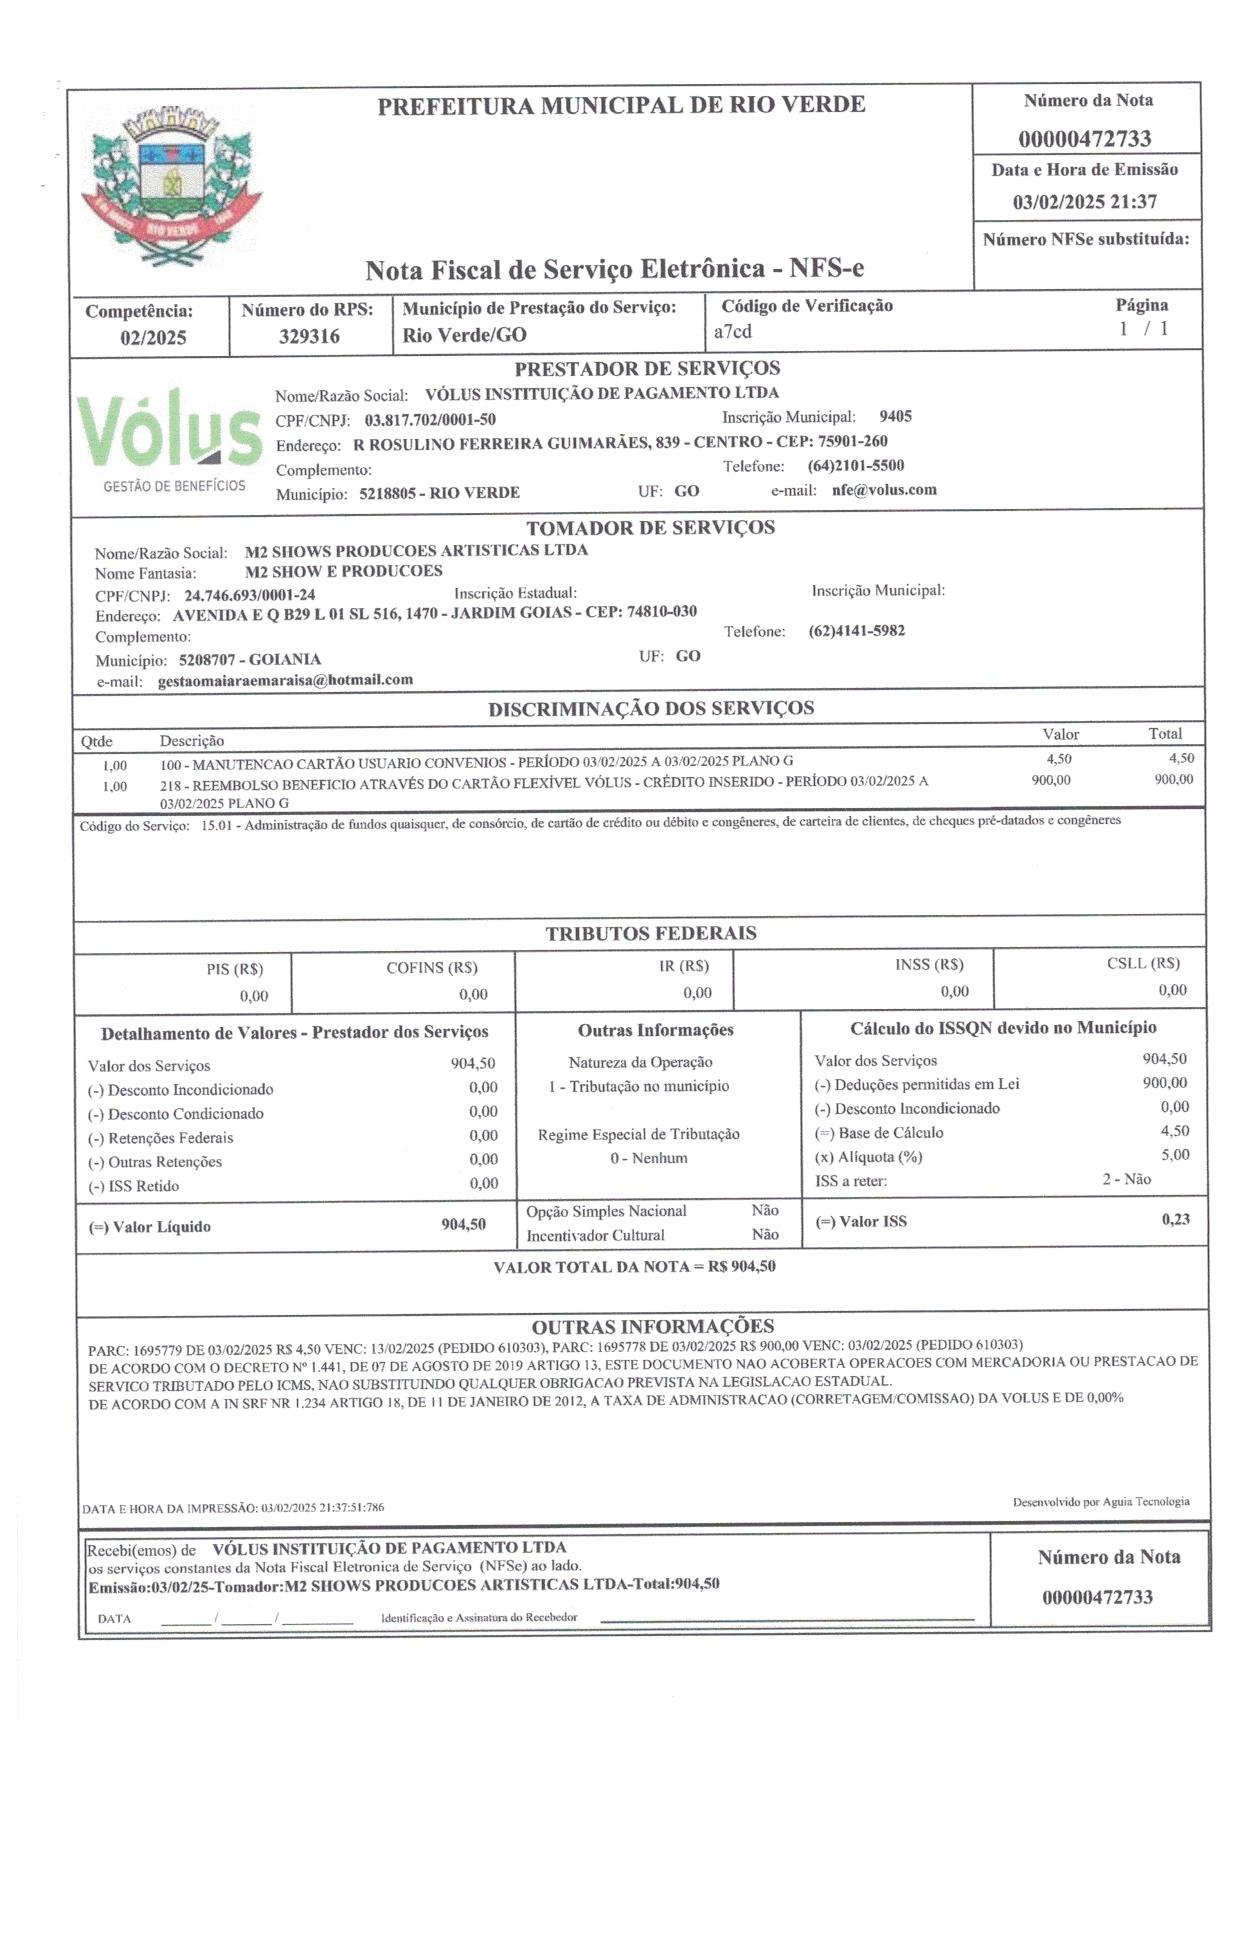 PREFEITURA MUNICIPAL DE RIO VERDE
Número da Nota
00000472733
Data e Hora de Emissão
03/02/2025 21:37
Número NFSe substituída:
RIO VERDE
Nota Fiscal de Serviço Eletrônica - NFS-e
Competência:
02/2025
Número do RPS:
329316
Município de Prestação do Serviço:
Rio Verde/GO
Código de Verificação
a7cd
Página
1 / 1
PRESTADOR DE SERVIÇOS
Vólus
GESTÃO DE BENEFÍCIOS
Nome/Razão Social: VÓLUS INSTITUIÇÃO DE PAGAMENTO LTDA
CPF/CNPJ: 03.817.702/0001-50 Inscrição Municipal: 9405
Endereço: R ROSULINO FERREIRA GUIMARÃES, 839 - CENTRO - CEP: 75901-260
Complemento: Telefone: (64)2101-5500
Município: 5218805 - RIO VERDE UF: GO e-mail: nfe@volus.com
TOMADOR DE SERVIÇOS
Nome/Razão Social: M2 SHOWS PRODUCOES ARTISTICAS LTDA
Nome Fantasia: M2 SHOW E PRODUCOES
CPF/CNPJ: 24.746.693/0001-24 Inscrição Estadual: Inscrição Municipal:
Endereço: AVENIDA E Q B29 L 01 SL 516, 1470 - JARDIM GOIAS - CEP: 74810-030
Complemento: Telefone: (62)4141-5982
Município: 5208707 - GOIANIA UF: GO
e-mail: gestaomaiaraemaraisa@hotmail.com
DISCRIMINAÇÃO DOS SERVIÇOS
Qtde Descrição Valor Total
1,00 100 - MANUTENCAO CARTÃO USUARIO CONVENIOS - PERÍODO 03/02/2025 A 03/02/2025 PLANO G 4,50 4,50
1,00 218 - REEMBOLSO BENEFICIO ATRAVÉS DO CARTÃO FLEXÍVEL VÓLUS - CRÉDITO INSERIDO - PERÍODO 03/02/2025 A 900,00 900,00
03/02/2025 PLANO G
Código do Serviço: 15.01 - Administração de fundos quaisquer, de consórcio, de cartão de crédito ou débito e congêneres, de carteira de clientes, de cheques pré-datados e congêneres
TRIBUTOS FEDERAIS
PIS (R$) COFINS (R$) IR (R$) INSS (R$) CSLL (R$)
0,00 0,00 0,00 0,00 0,00
Detalhamento de Valores - Prestador dos Serviços
Valor dos Serviços 904,50
(-) Desconto Incondicionado 0,00
(-) Desconto Condicionado 0,00
(-) Retenções Federais 0,00
(-) Outras Retenções 0,00
(-) ISS Retido 0,00
(=) Valor Líquido 904,50
Outras Informações
Natureza da Operação
1 - Tributação no município
Regime Especial de Tributação
0 - Nenhum
Opção Simples Nacional Não
Incentivador Cultural Não
Cálculo do ISSQN devido no Município
Valor dos Serviços 904,50
(-) Deduções permitidas em Lei 900,00
(-) Desconto Incondicionado 0,00
(=) Base de Cálculo 4,50
(x) Alíquota (%) 5,00
ISS a reter: 2 - Não
(=) Valor ISS 0,23
VALOR TOTAL DA NOTA = R$ 904,50
OUTRAS INFORMAÇÕES
PARC: 1695779 DE 03/02/2025 R$ 4,50 VENC: 13/02/2025 (PEDIDO 610303), PARC: 1695778 DE 03/02/2025 R$ 900,00 VENC: 03/02/2025 (PEDIDO 610303)
DE ACORDO COM O DECRETO Nº 1.441, DE 07 DE AGOSTO DE 2019 ARTIGO 13, ESTE DOCUMENTO NAO ACOBERTA OPERACOES COM MERCADORIA OU PRESTACAO DE
SERVICO TRIBUTADO PELO ICMS, NAO SUBSTITUINDO QUALQUER OBRIGACAO PREVISTA NA LEGISLACAO ESTADUAL.
DE ACORDO COM A IN SRF NR 1.234 ARTIGO 18, DE 11 DE JANEIRO DE 2012, A TAXA DE ADMINISTRACAO (CORRETAGEM/COMISSAO) DA VOLUS E DE 0,00%
DATA E HORA DA IMPRESSÃO: 03/02/2025 21:37:51:786
Desenvolvido por Aguia Tecnologia
Recebi(emos) de VÓLUS INSTITUIÇÃO DE PAGAMENTO LTDA
os serviços constantes da Nota Fiscal Eletronica de Serviço (NFSe) ao lado.
Emissão:03/02/25-Tomador:M2 SHOWS PRODUCOES ARTISTICAS LTDA-Total:904,50
DATA ______/______/________ Identificação e Assinatura do Recebedor
Número da Nota
00000472733